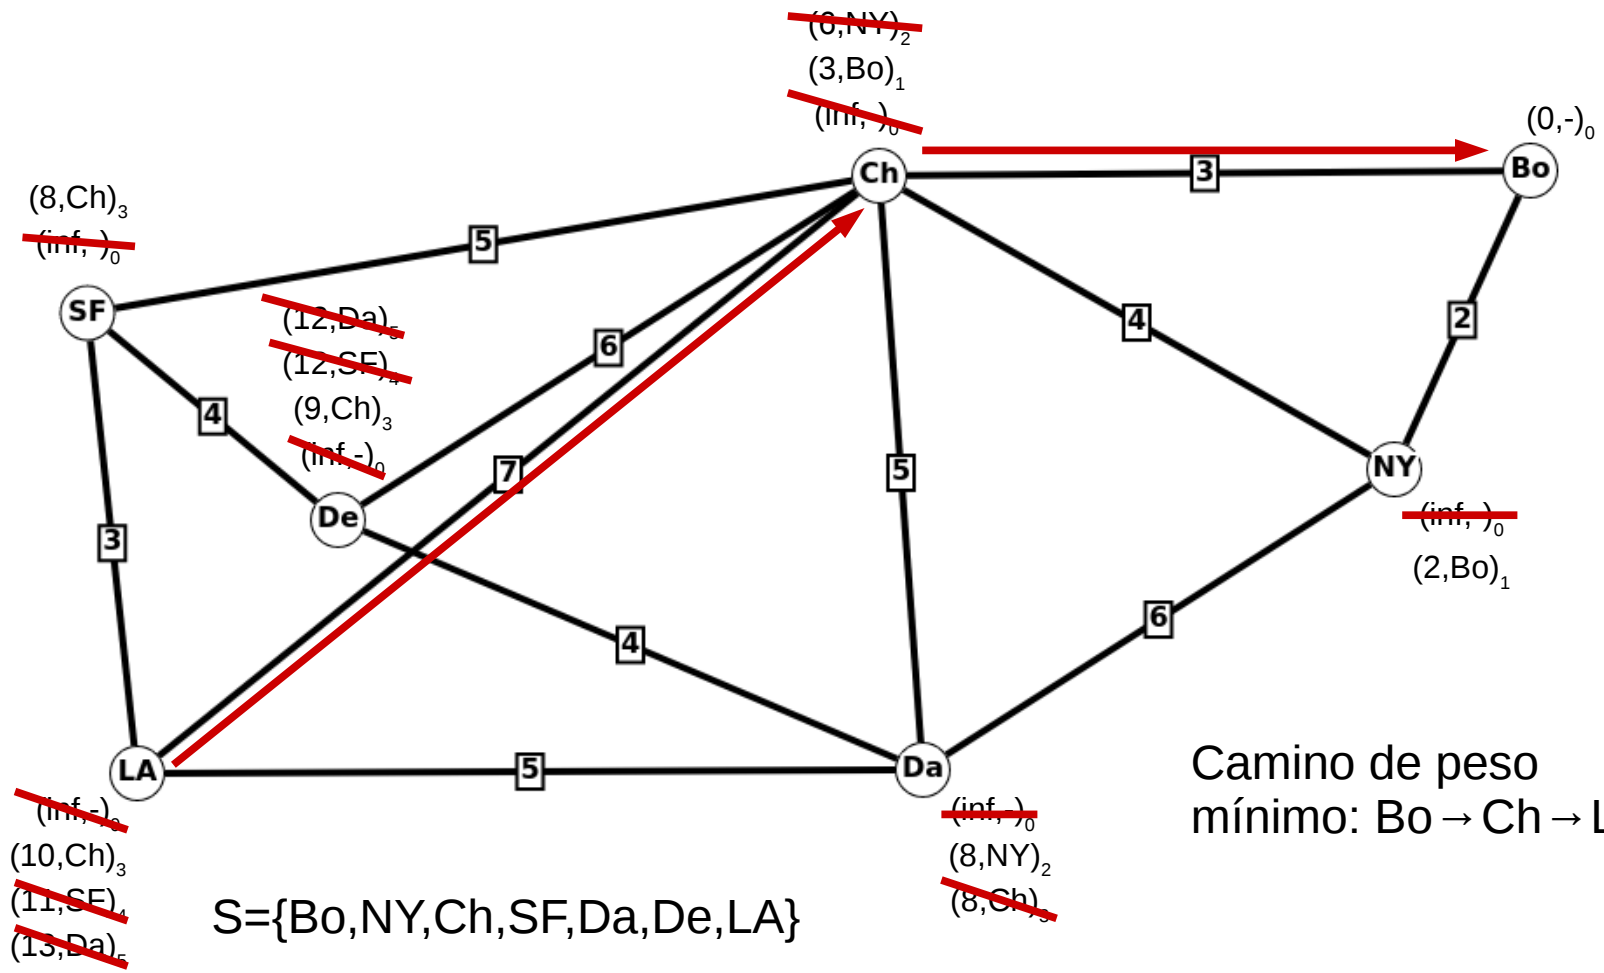 (6,NY)2
(3,Bo)1
(inf,-)0
(0,-)0
Ch
3
Bo
(8,Ch)3
(inf,-)0
5
SF
(12,Da)5
(12,SF)4
(9,Ch)3
(inf,-)0
6
4
2
4
7
5
De
NY
(inf,-)0
(2,Bo)1
3
4
6
LA
5
Da
(inf,-)0
(10,Ch)3
(11,SF)4
(13,Da)5
(inf,-)0
(8,NY)2
(8,Ch)3
Camino de peso
mínimo: Bo→Ch→L
S={Bo,NY,Ch,SF,Da,De,LA}